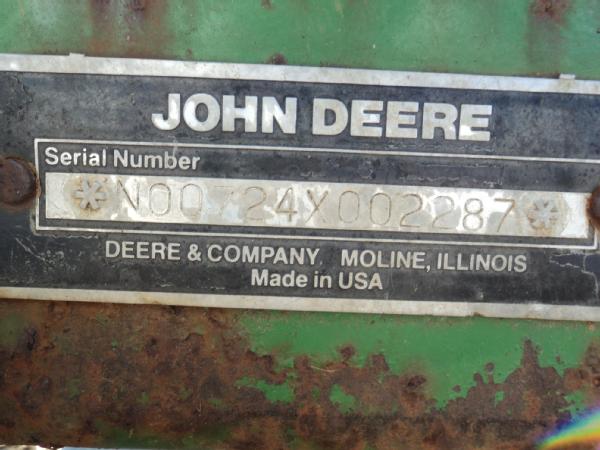 JOHN DEERE
Serial Number
*N00724X002287*
DEERE & COMPANY, MOLINE, ILLINOIS
Made in USA